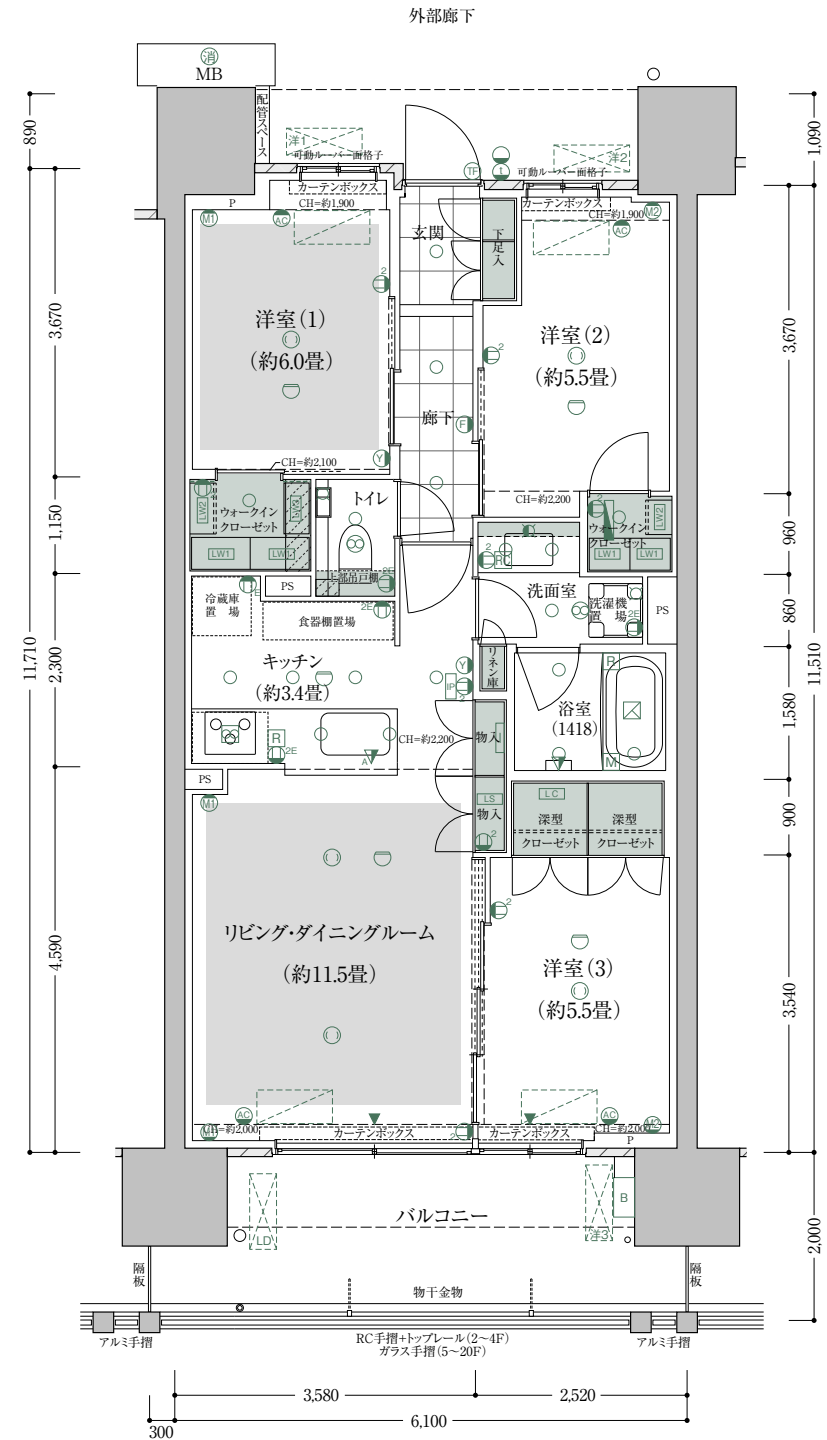 外部廊下
消
MB
配管スペース
洋1
可動ルーバー面格子
カーテンボックス
CH=約1,900
P
M1
AC
TF
t
洋2
可動ルーバー面格子
カーテンボックス
CH=約1,900
M2
AC
890
1,090
玄関
下足入
2
洋室(1)
(約6.0畳)
洋室(2)
(約5.5畳)
2
3,670
3,670
廊下
F
Y
CH=約2,100
CH=約2,200
LW2
ウォークイン
クローゼット
LW1
トイレ
上部吊戸棚
2E
RC
2
2
ウォークイン
クローゼット
LW2
LW1
LW1
1,150
960
冷蔵庫
置場
E
PS
食器棚置場
2E
洗面室
洗濯機
置場
2E
PS
860
11,710
2,300
11,510
キッチン
(約3.4畳)
Y
IP
2
リネン庫
R
浴室
(1418)
M
1,580
R
2E
A
CH=約2,200
物入
PS
M1
LS
物入
2
LC
深型
クローゼット
深型
クローゼット
900
リビング・ダイニングルーム
(約11.5畳)
2
洋室(3)
(約5.5畳)
4,590
3,540
AC
CH=約2,000
カーテンボックス
2
カーテンボックス
AC
CH=約2,000
M2
P
LD
バルコニー
洋3
B
2,000
隔板
物干金物
隔板
アルミ手摺
RC手摺+トップレール(2〜4F)
ガラス手摺(5〜20F)
アルミ手摺
3,580
2,520
300
6,100